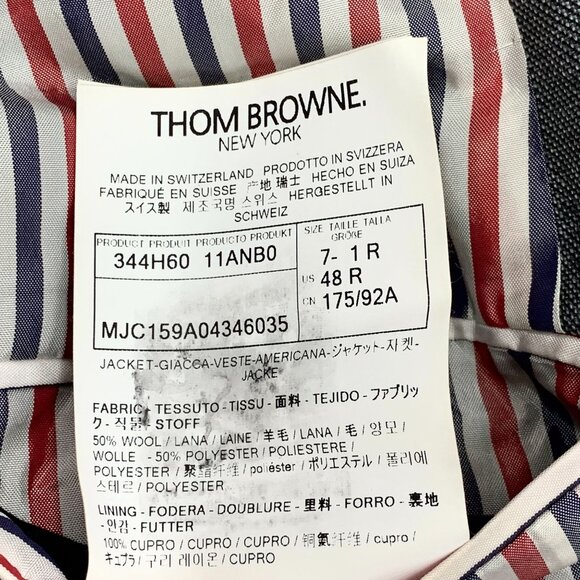 THOM BROWNE.
NEW YORK
MADE IN SWITZERLAND PRODOTTO IN SVIZZERA
FABRIQUÉ EN SUISSE 产地 瑞士 HECHO EN SUIZA
スイス製 제조국명 스위스 HERGESTELLT IN
SCHWEIZ
PRODUCT PRODUIT PRODUCTO PRODUKT
344H60 11ANB0
MJC159A04346035
SIZE TAILLE TALLA
GRÖßE
7- 1 R
US 48 R
CN 175/92A
JACKET-GIACCA-VESTE-AMERICANA-ジャケット-자켓-
JACKE
FABRIC - TESSUTO - TISSU - 面料 - TEJIDO - ファブリッ
ク - 직물 - STOFF
50% WOOL / LANA / LAINE / 羊毛 / LANA / 毛 / 양모 /
WOLLE - 50% POLYESTER / POLIESTERE /
POLYESTER / 聚酯纤维 / poliéster / ポリエステル / 폴리에
스테르 / POLYESTER
LINING - FODERA - DOUBLURE - 里料 - FORRO - 裏地
- 안감 - FUTTER
100% CUPRO / CUPRO / CUPRO / 铜氨纤维 / cupro /
キュプラ / 구리 레이온 / CUPRO